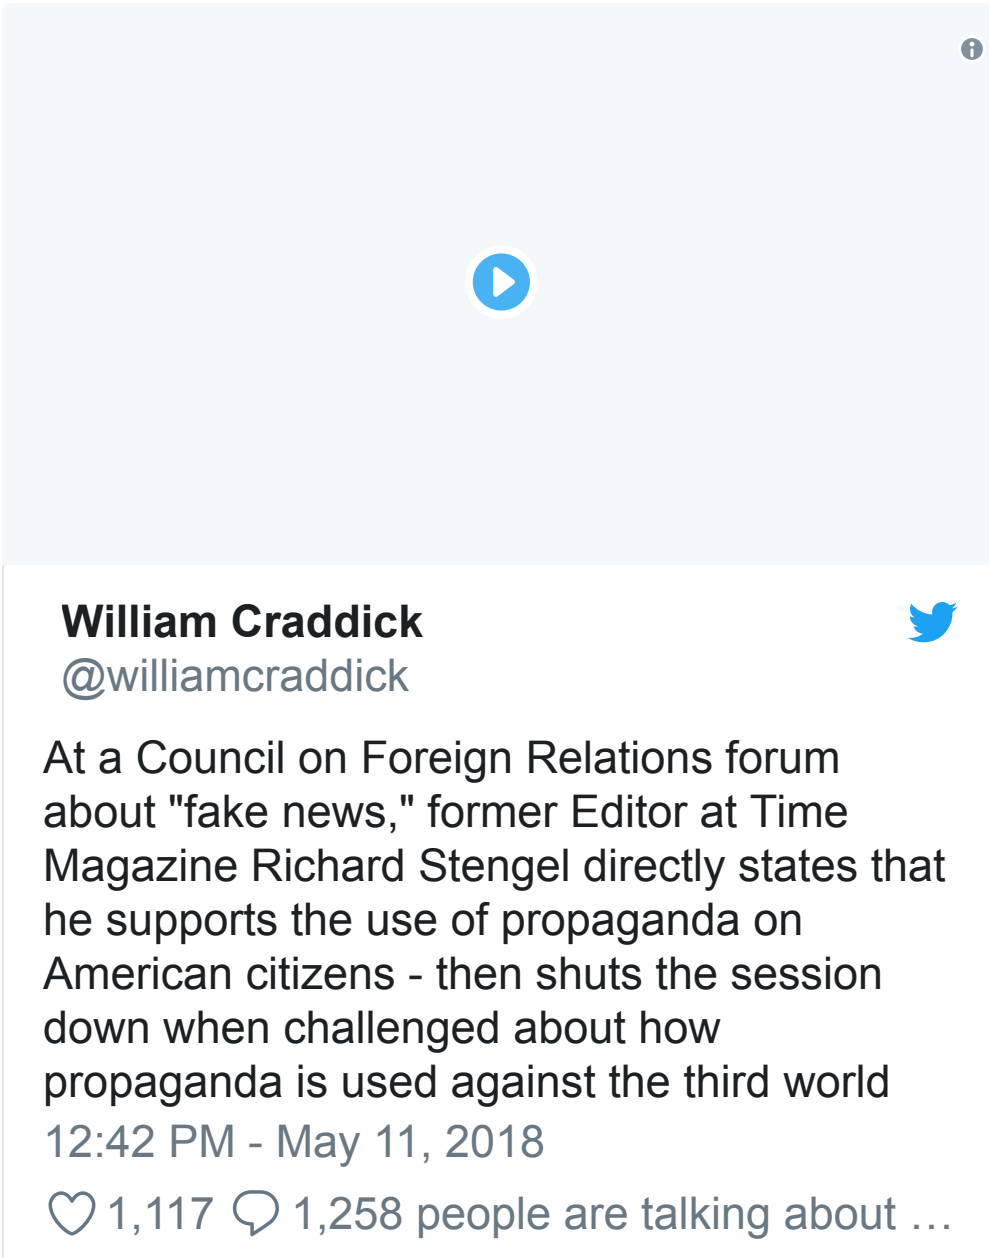 William Craddick
@williamcraddick
At a Council on Foreign Relations forum
about "fake news," former Editor at Time
Magazine Richard Stengel directly states that
he supports the use of propaganda on
American citizens - then shuts the session
down when challenged about how
propaganda is used against the third world
12:42 PM - May 11, 2018
1,117 1,258 people are talking about …